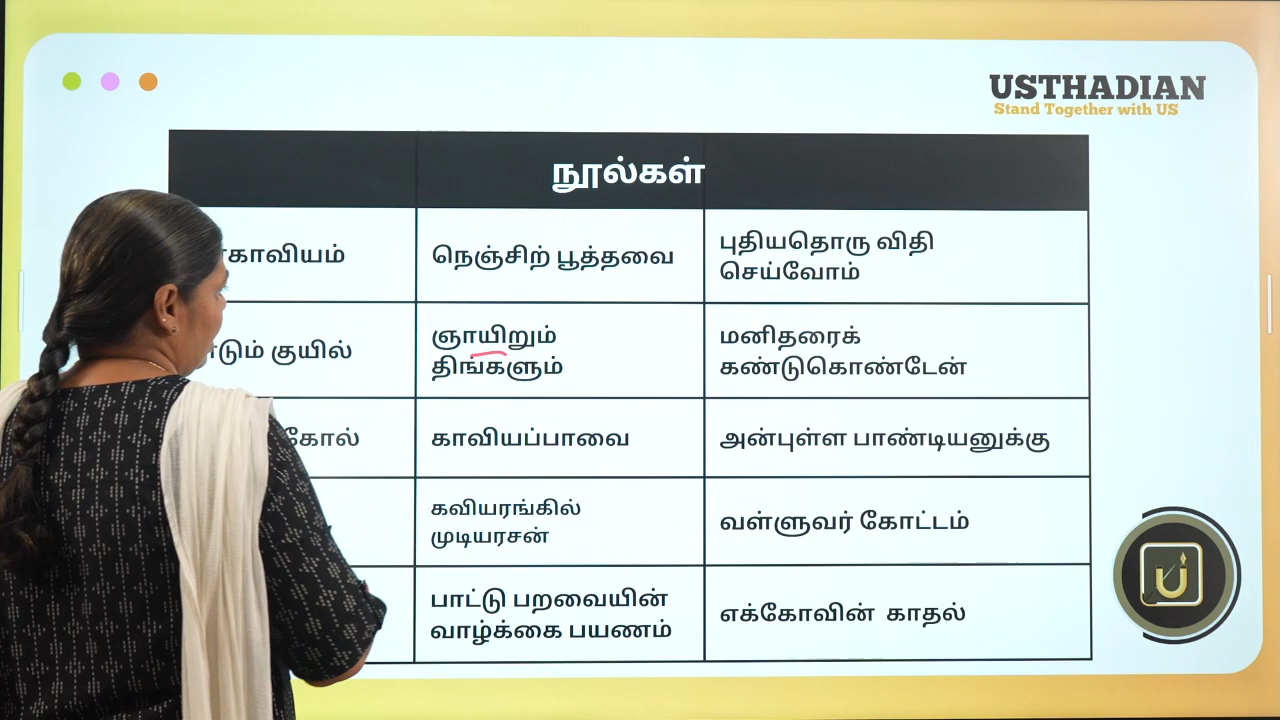 USTHADIAN
Stand Together with US
நூல்கள்
நெஞ்சிற் பூத்தவை
புதியதொரு விதி
செய்வோம்
குயில்
ஞாயிறும்
திங்களும்
மனிதரைக்
கண்டுகொண்டேன்
காவியப்பாவை
அன்புள்ள பாண்டியனுக்கு
கவியரங்கில்
முடியரசன்
வள்ளுவர் கோட்டம்
பாட்டு பறவையின்
வாழ்க்கை பயணம்
எக்கோவின் காதல்